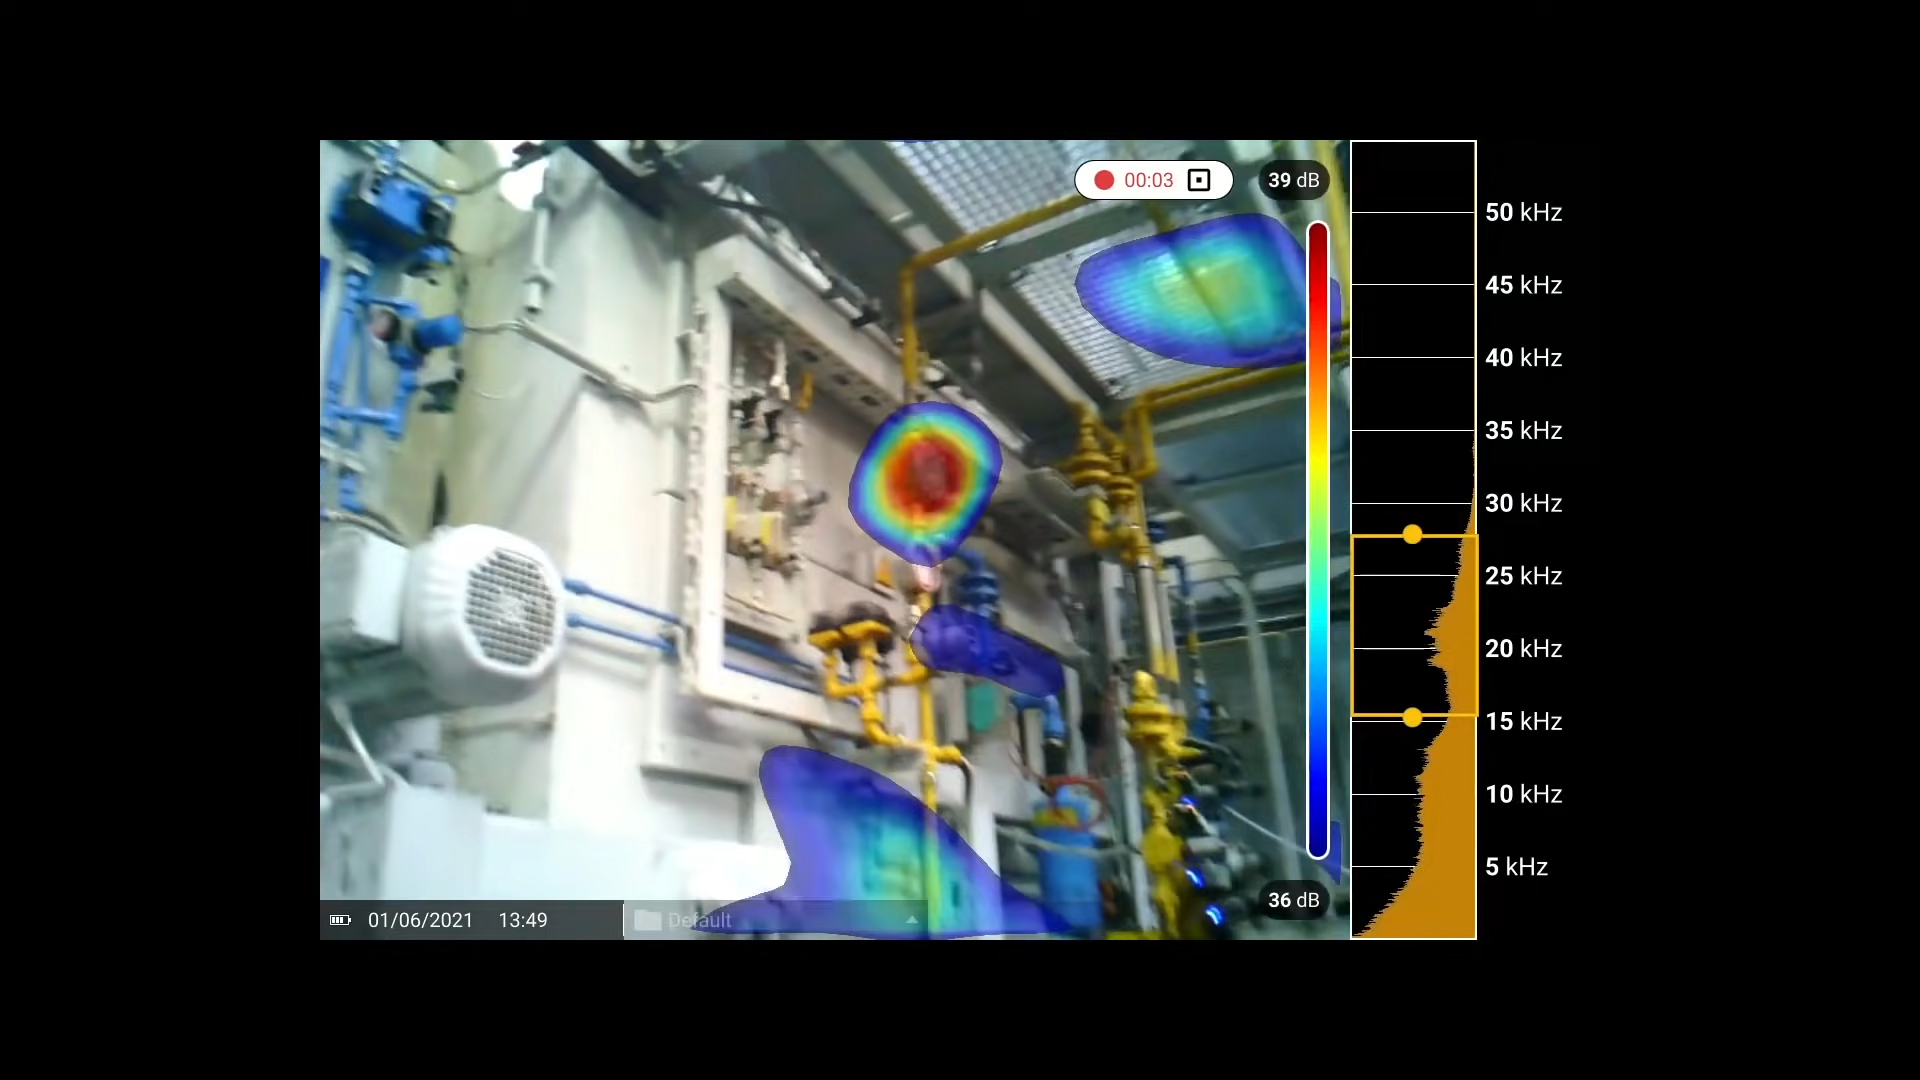 00:03
39 dB
50 kHz
45 kHz
40 kHz
35 kHz
30 kHz
25 kHz
20 kHz
15 kHz
10 kHz
5 kHz
36 dB
01/06/2021 13:49 Default